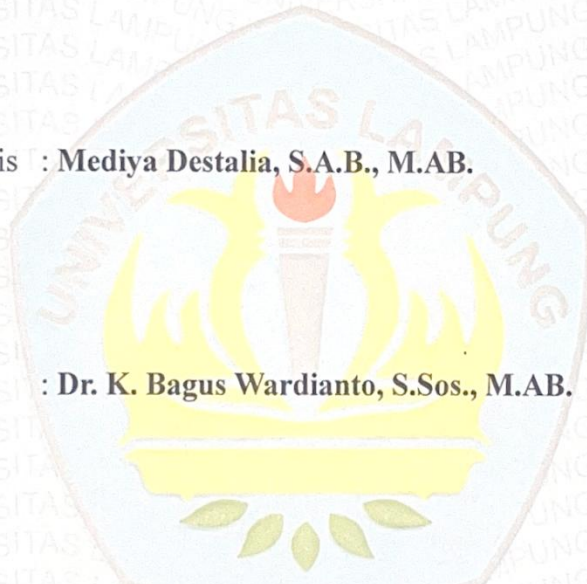 is : Mediya Destalia, S.A.B., M.AB.
UNIVERSITAS LAMPUNG
: Dr. K. Bagus Wardianto, S.Sos., M.AB.